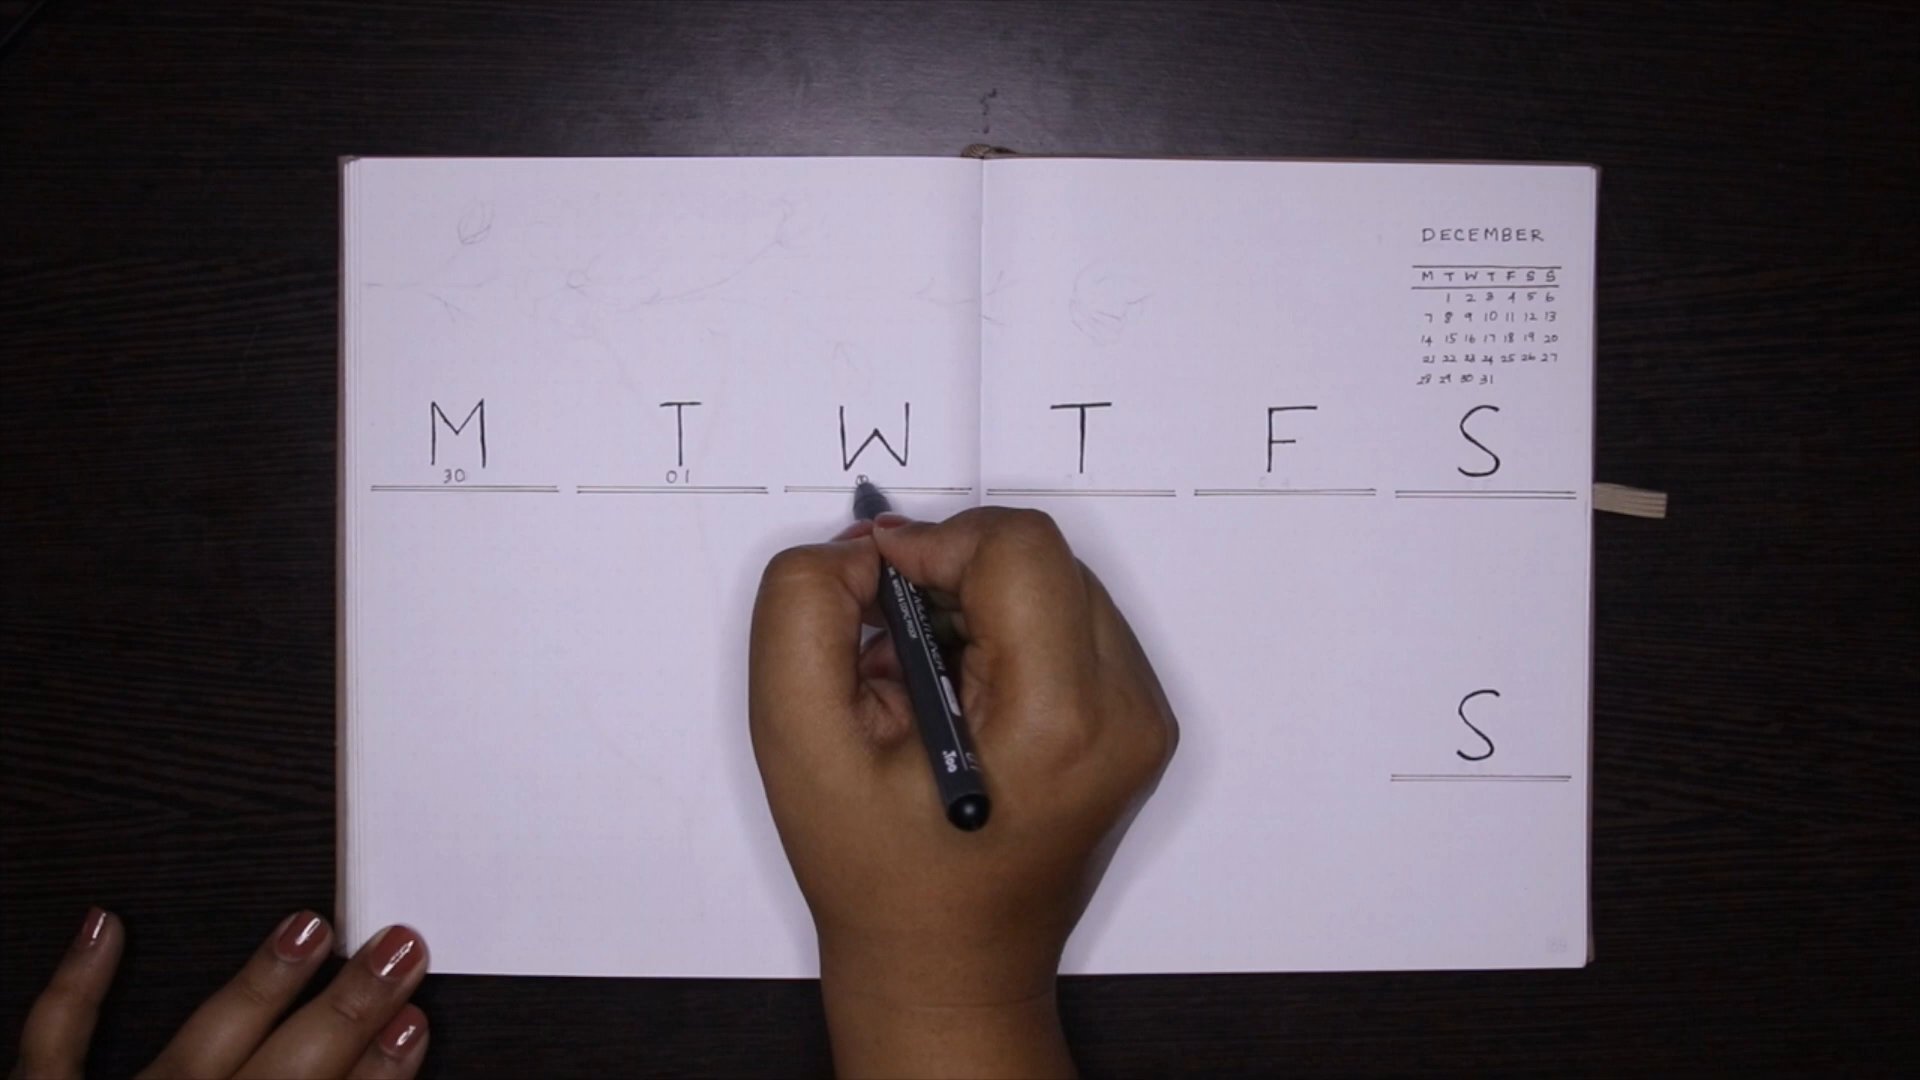 DECEMBER
M T W T F S S
1 2 3 4 5 6
7 8 9 10 11 12 13
14 15 16 17 18 19 20
21 22 23 24 25 26 27
28 29 30 31
M T W T F S
30 01
S
MULTILINER